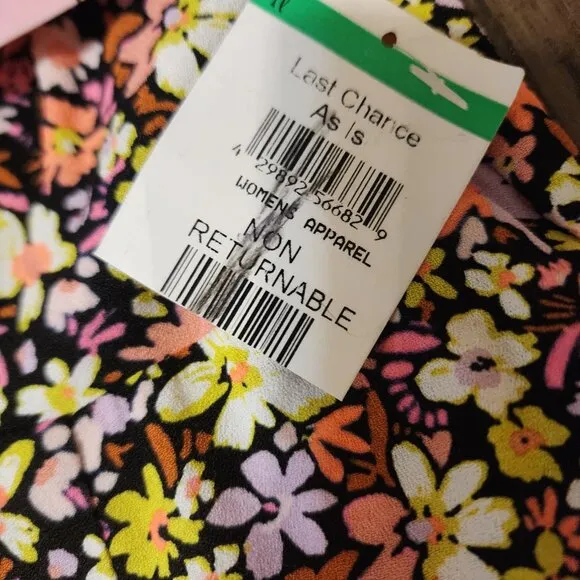 Last Chance
As Is
4 29892 56682 9
WOMENS APPAREL
NON
RETURNABLE